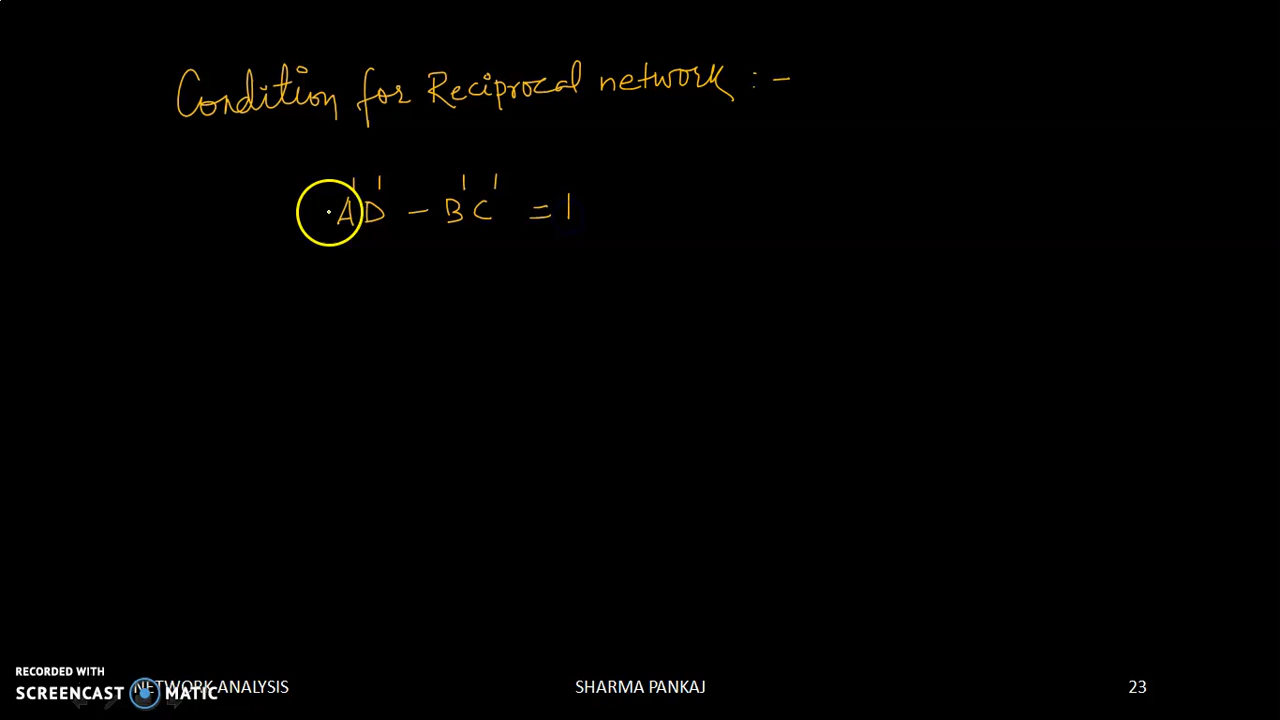 Condition for Reciprocal network :-
A'D' - B'C' = 1
RECORDED WITH
SCREENCAST MATIC
NETWORK ANALYSIS
SHARMA PANKAJ
23